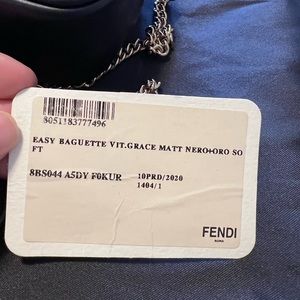 8051183777496
EASY BAGUETTE VIT.GRACE MATT NERO+ORO SO
FT
8BS044 A5DY F0KUR 10PRD/2020
1404/1
FENDI
ROMA